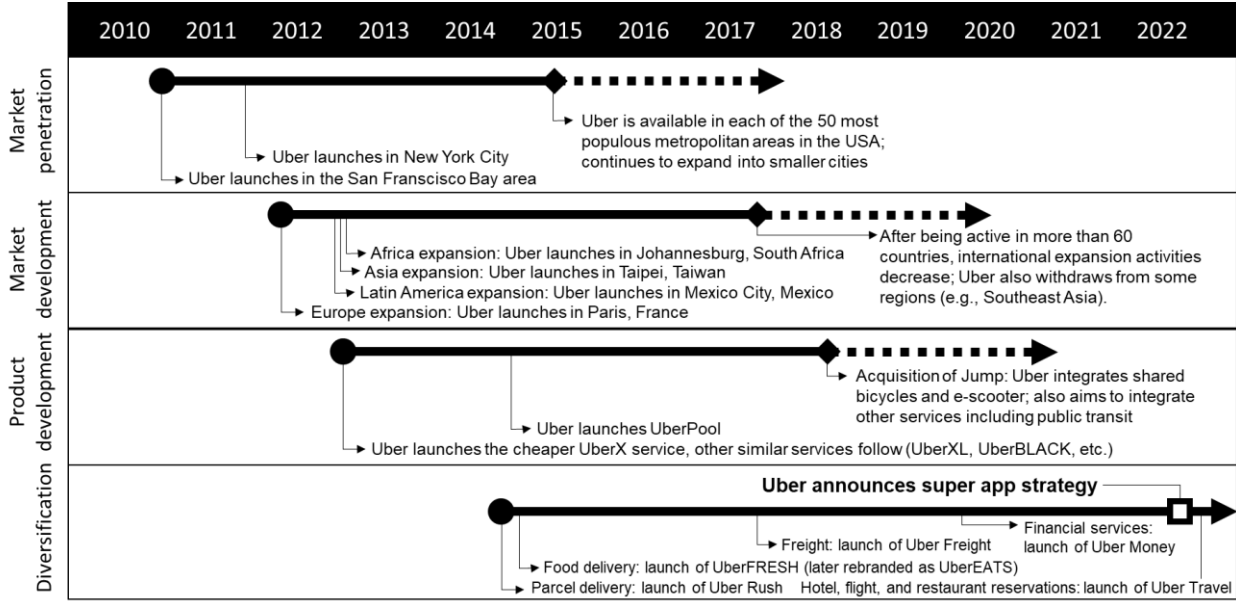 2010 2011 2012 2013 2014 2015 2016 2017 2018 2019 2020 2021 2022
Market
penetration
Uber is available in each of the 50 most
populous metropolitan areas in the USA;
continues to expand into smaller cities
Uber launches in New York City
Uber launches in the San Franscisco Bay area
Market
development
Africa expansion: Uber launches in Johannesburg, South Africa
Asia expansion: Uber launches in Taipei, Taiwan
Latin America expansion: Uber launches in Mexico City, Mexico
Europe expansion: Uber launches in Paris, France
After being active in more than 60
countries, international expansion activities
decrease; Uber also withdraws from some
regions (e.g., Southeast Asia).
Product
development
Acquisition of Jump: Uber integrates shared
bicycles and e-scooter; also aims to integrate
other services including public transit
Uber launches UberPool
Uber launches the cheaper UberX service, other similar services follow (UberXL, UberBLACK, etc.)
Diversification
Uber announces super app strategy
Financial services:
launch of Uber Money
Freight: launch of Uber Freight
Food delivery: launch of UberFRESH (later rebranded as UberEATS)
Parcel delivery: launch of Uber Rush
Hotel, flight, and restaurant reservations: launch of Uber Travel